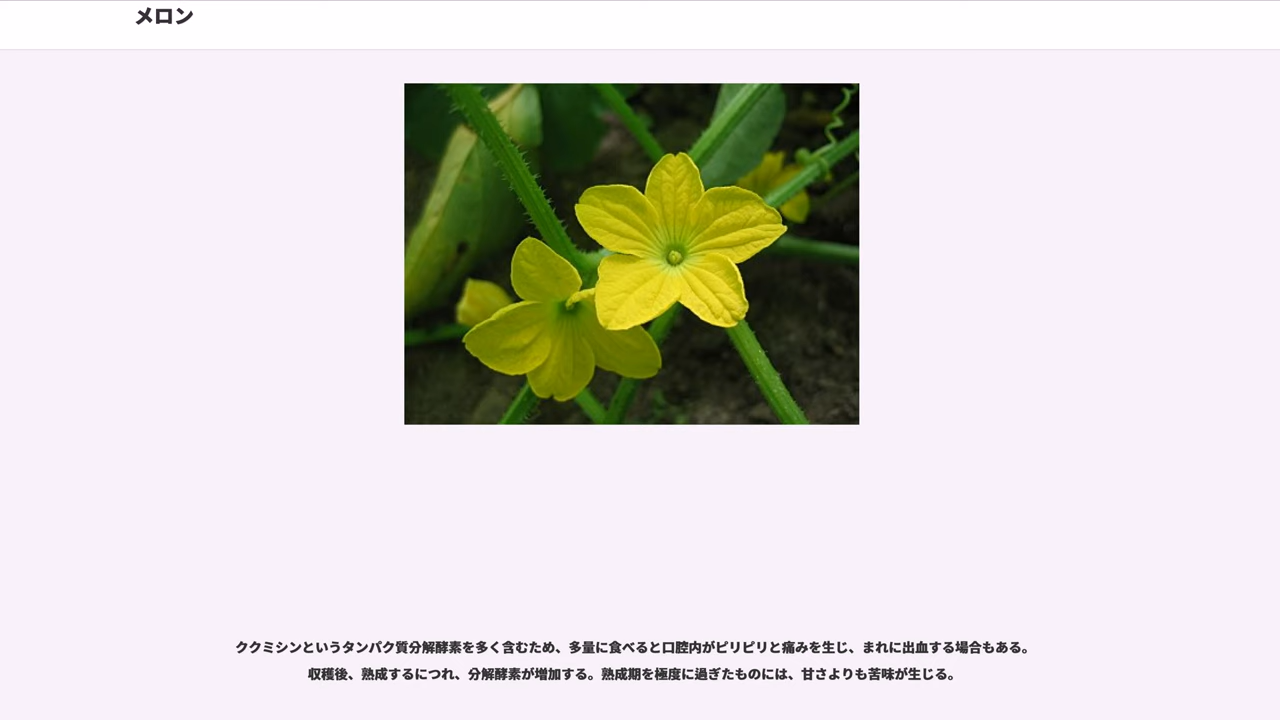 メロン
ククミシンというタンパク質分解酵素を多く含むため、多量に食べると口腔内がピリピリと痛みを生じ、まれに出血する場合もある。
収穫後、熟成するにつれ、分解酵素が増加する。熟成期を極度に過ぎたものには、甘さよりも苦味が生じる。